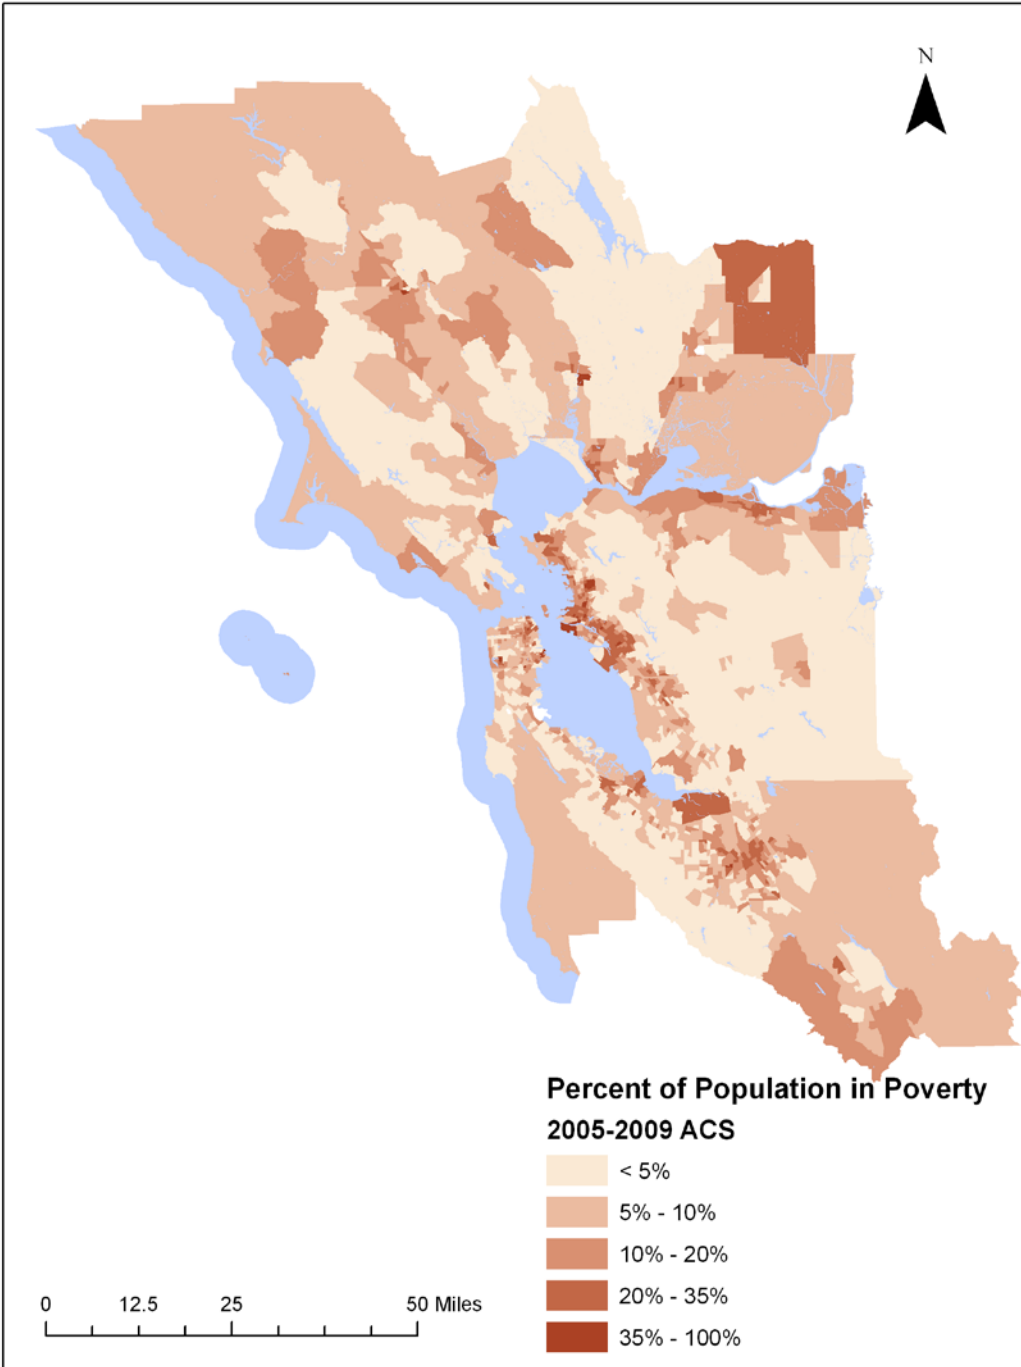 N
Percent of Population in Poverty
2005-2009 ACS
< 5%
5% - 10%
10% - 20%
20% - 35%
35% - 100%
0 12.5 25 50 Miles